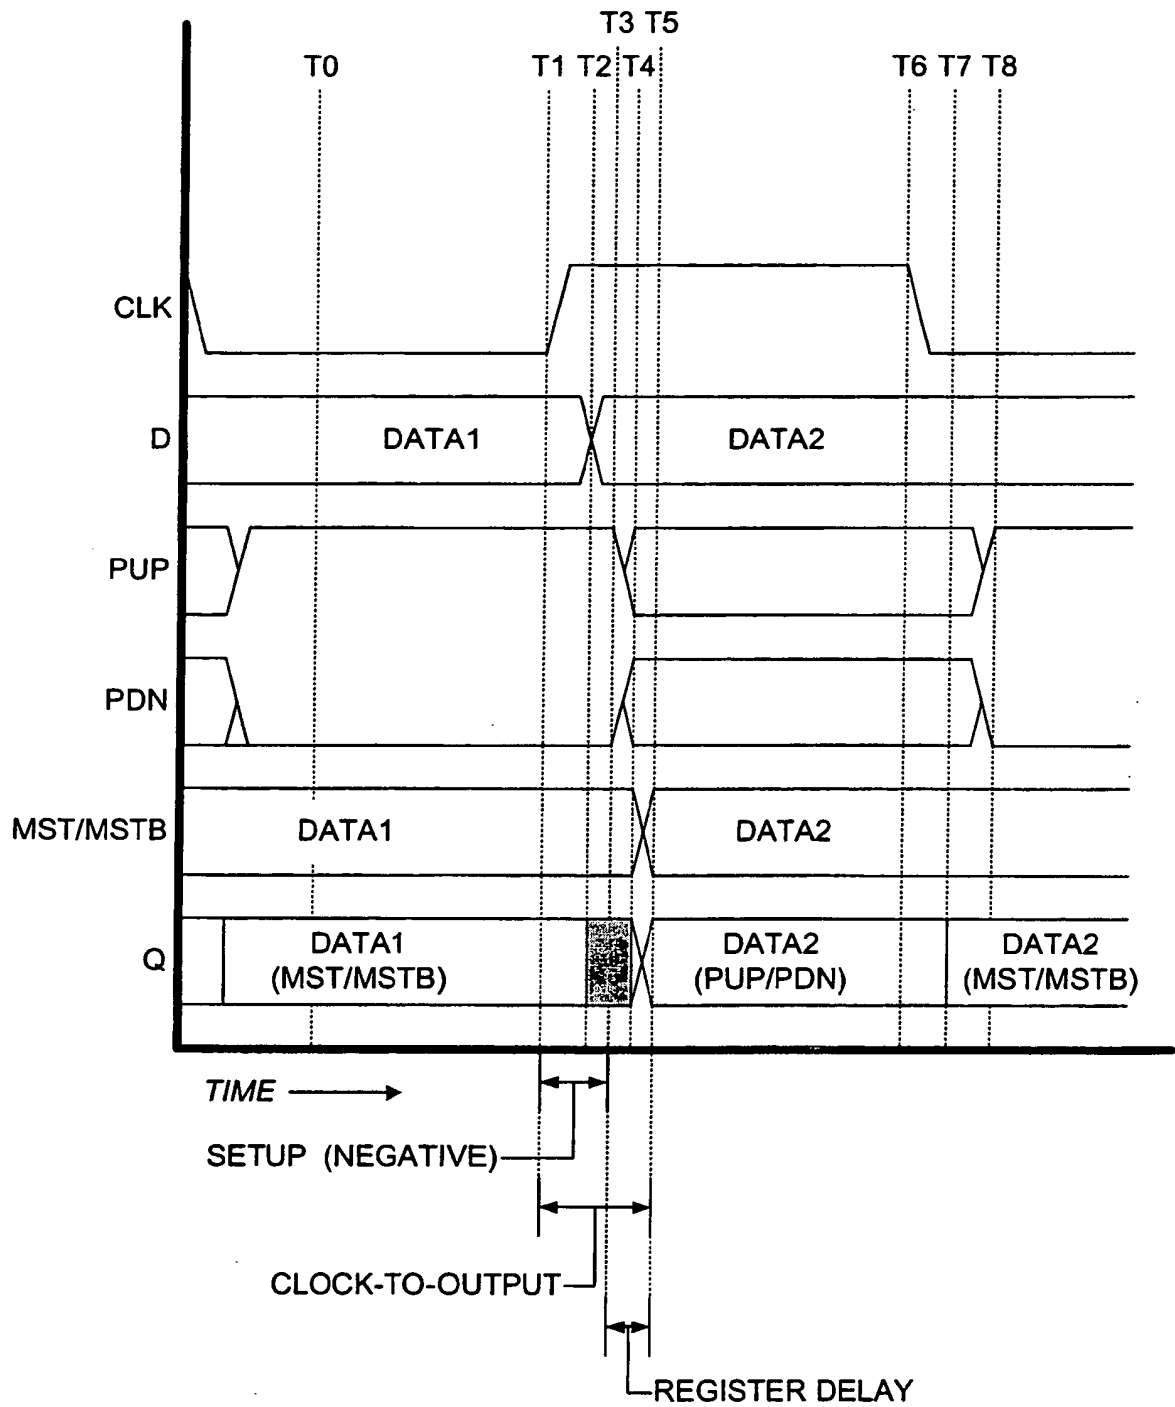 T3 T5
T0 T1 T2 T4 T6 T7 T8
CLK
D DATA1 DATA2
PUP
PDN
MST/MSTB DATA1 DATA2
Q DATA1 DATA2 DATA2
(MST/MSTB) (PUP/PDN) (MST/MSTB)
TIME
SETUP (NEGATIVE)
CLOCK-TO-OUTPUT
REGISTER DELAY